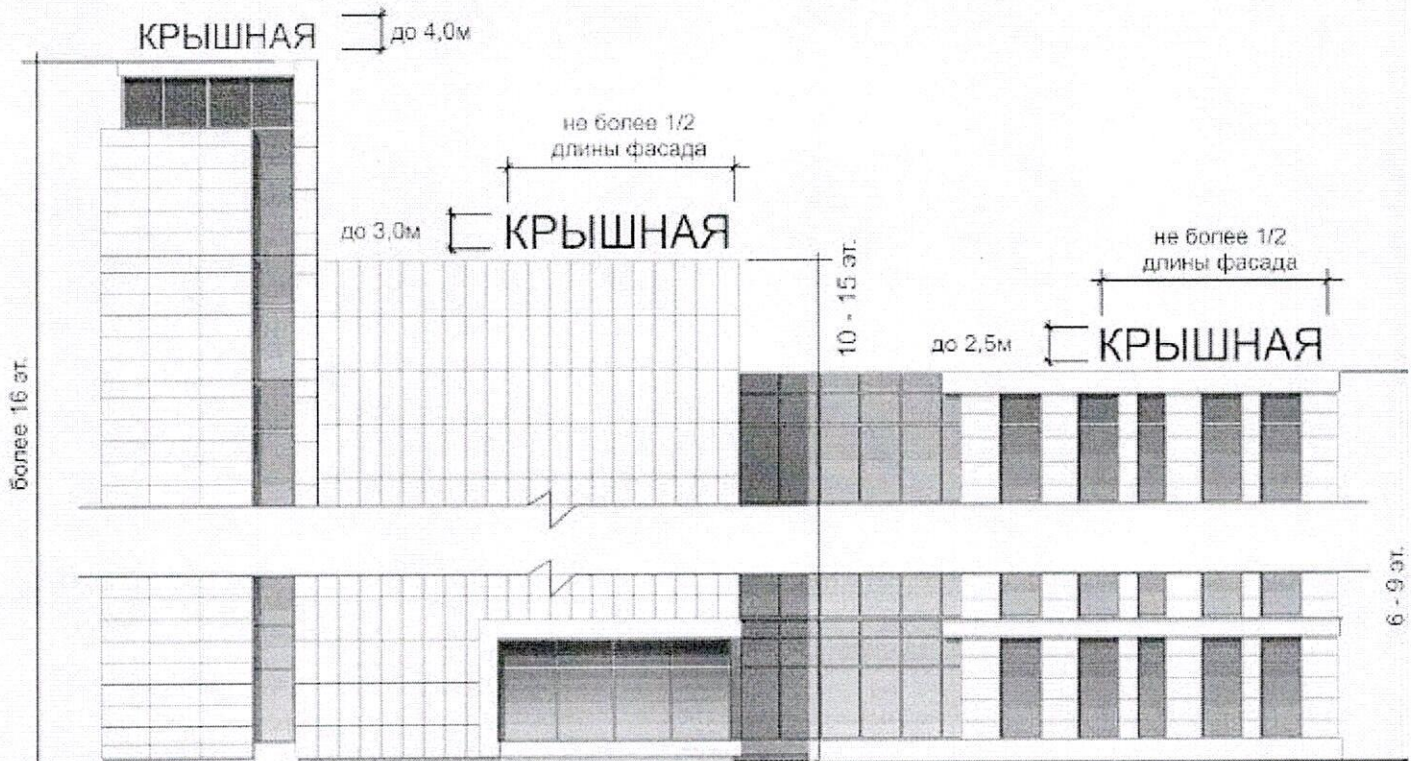 КРЫШНАЯ
до 4,0м
не более 1/2
длины фасада
до 3,0м
КРЫШНАЯ
не более 1/2
длины фасада
10 - 15 эт.
до 2,5м
КРЫШНАЯ
более 16 эт.
6 - 9 эт.